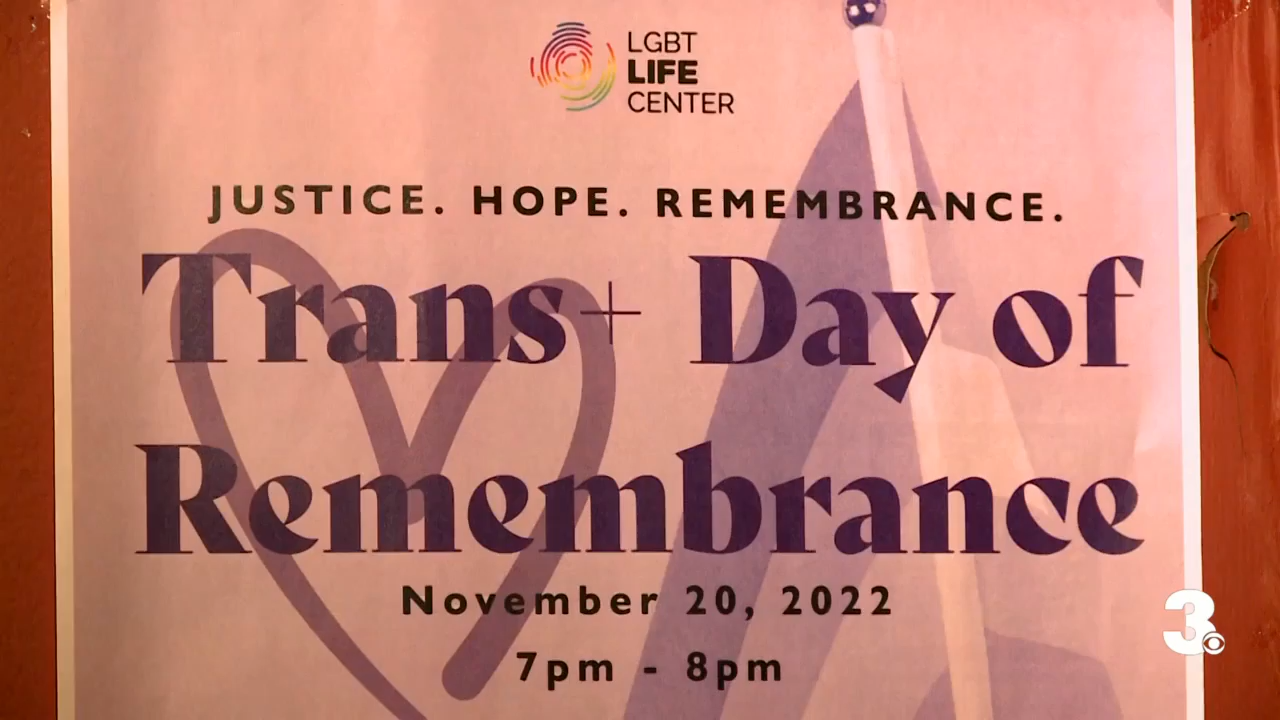 LGBT
LIFE
CENTER
JUSTICE. HOPE. REMEMBRANCE.
Trans+ Day of
Remembrance
November 20, 2022
7pm - 8pm
3